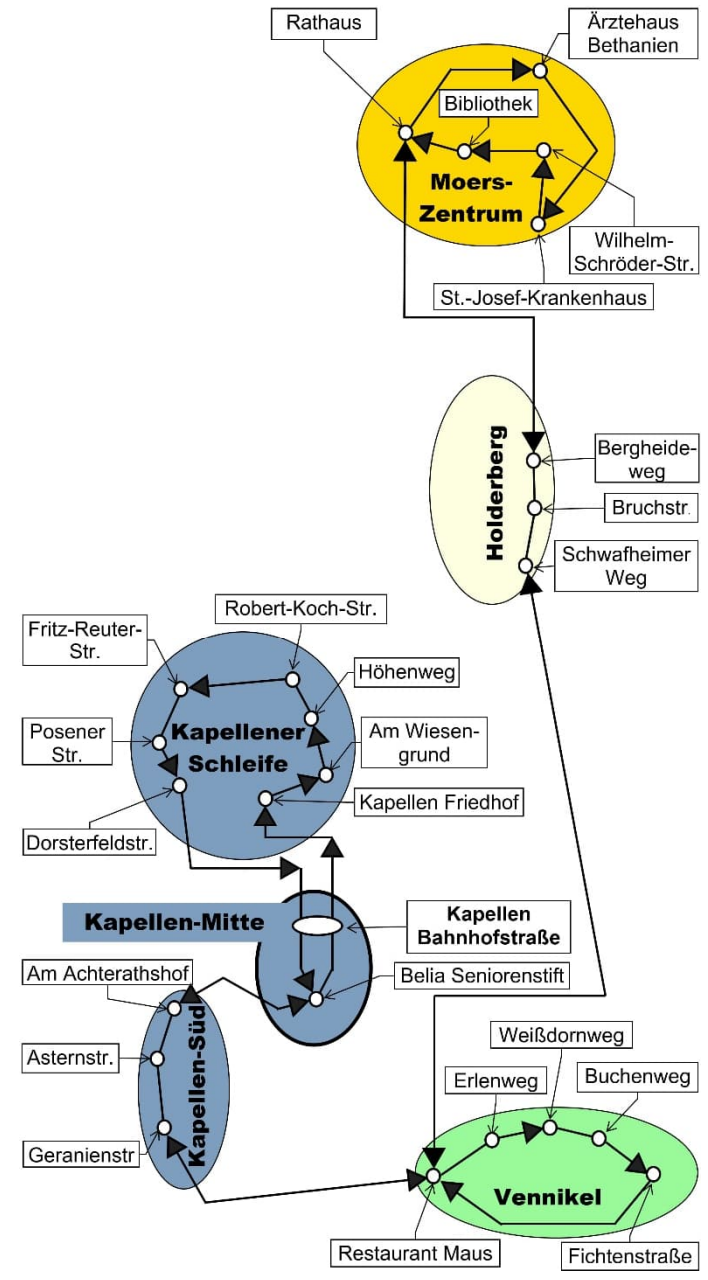 Rathaus
Ärztehaus
Bethanien
Bibliothek
Moers-
Zentrum
Wilhelm-
Schröder-Str.
St.-Josef-Krankenhaus
Holderberg
Bergheide-
weg
Bruchstr.
Schwafheimer
Weg
Robert-Koch-Str.
Fritz-Reuter-
Str.
Höhenweg
Posener
Str.
Kapellener
Schleife
Am Wiesen-
grund
Kapellen Friedhof
Dorsterfeldstr.
Kapellen-Mitte
Kapellen
Bahnhofstraße
Am Achterathshof
Belia Seniorenstift
Kapellen-Süd
Asternstr.
Geranienstr
Weißdornweg
Erlenweg
Buchenweg
Vennikel
Restaurant Maus
Fichtenstraße